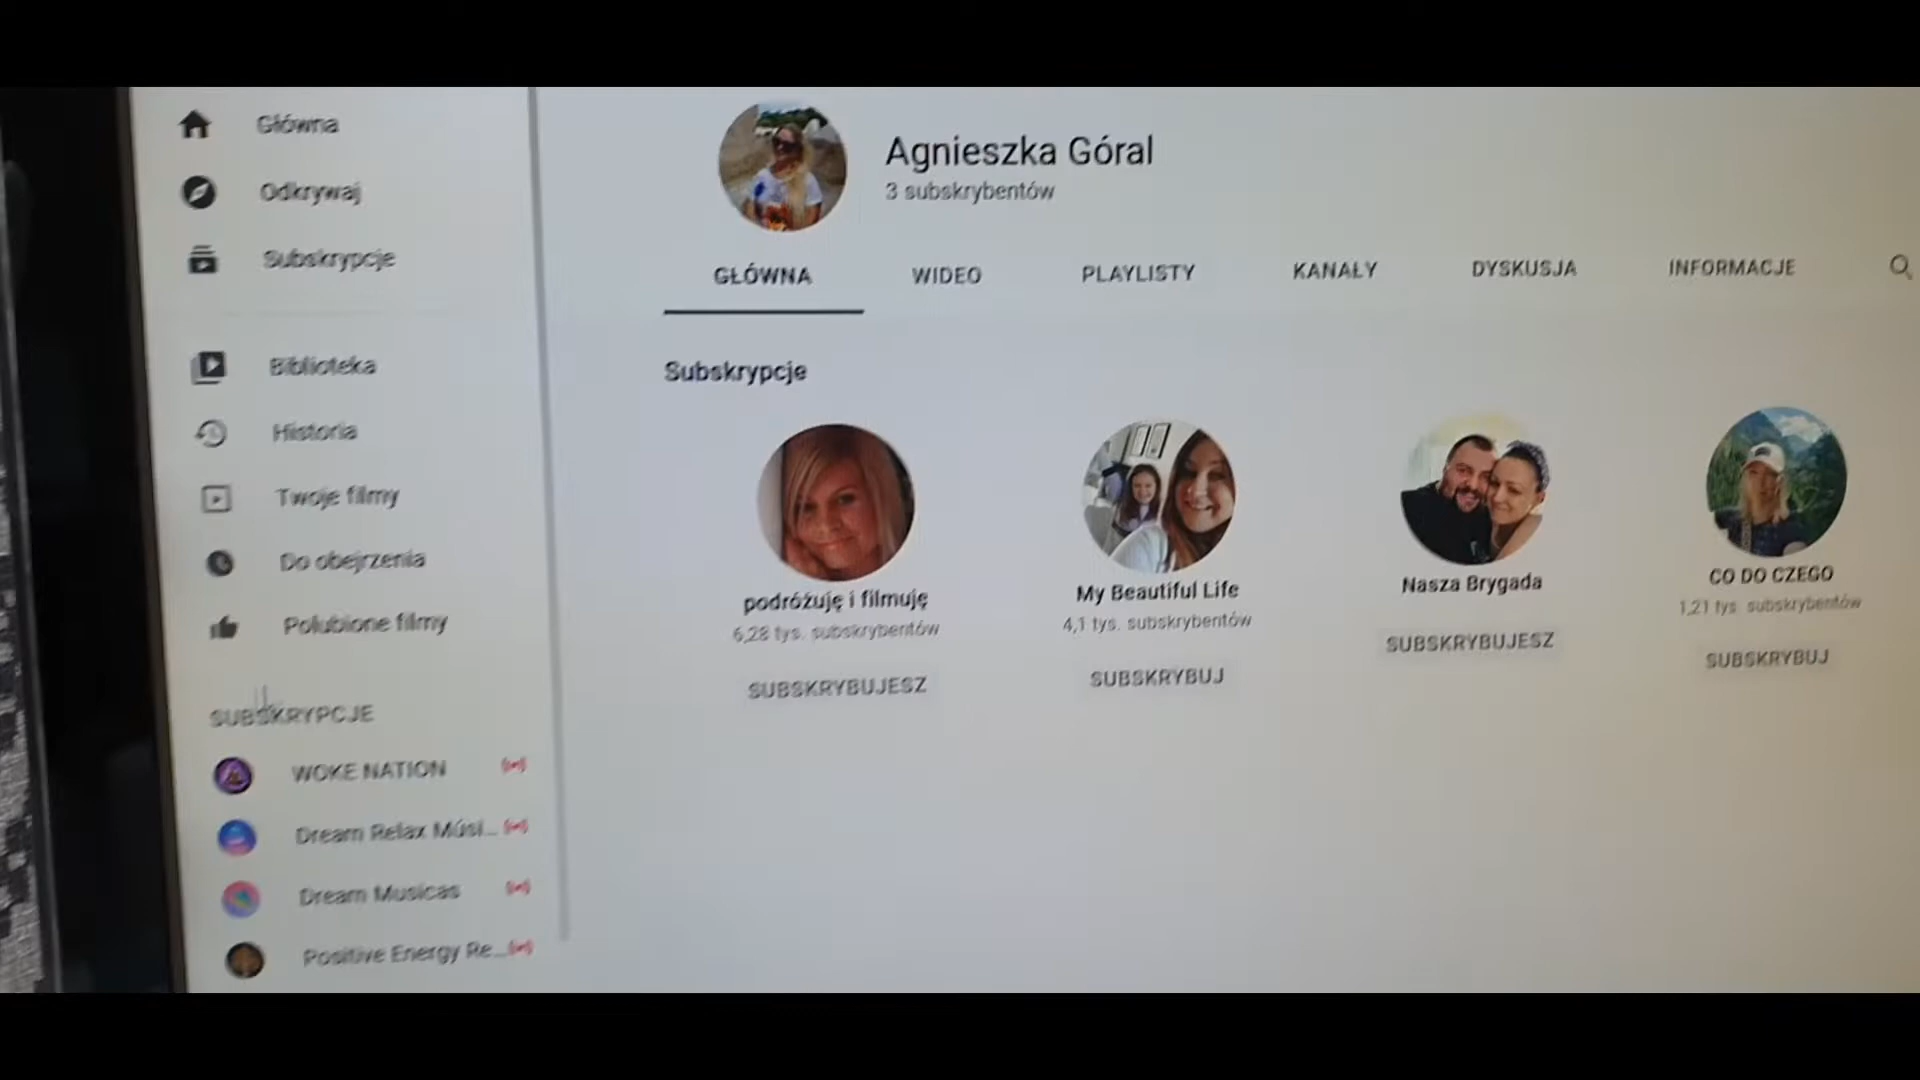 Główna
Odkrywaj
Subskrypcje
Biblioteka
Historia
Twoje filmy
Do obejrzenia
Polubione filmy
SUBSKRYPCJE
WOKE NATION
Dream Relax Músi...
Dream Musicas
Positive Energy Re...
Agnieszka Góral
3 subskrybentów
GŁÓWNA WIDEO PLAYLISTY KANAŁY DYSKUSJA INFORMACJE
Subskrypcje
podróżuję i filmuję
6,28 tys. subskrybentów
SUBSKRYBUJESZ
My Beautiful Life
4,1 tys. subskrybentów
SUBSKRYBUJ
Nasza Brygada
SUBSKRYBUJESZ
CO DO CZEGO
1,21 tys. subskrybentów
SUBSKRYBUJ